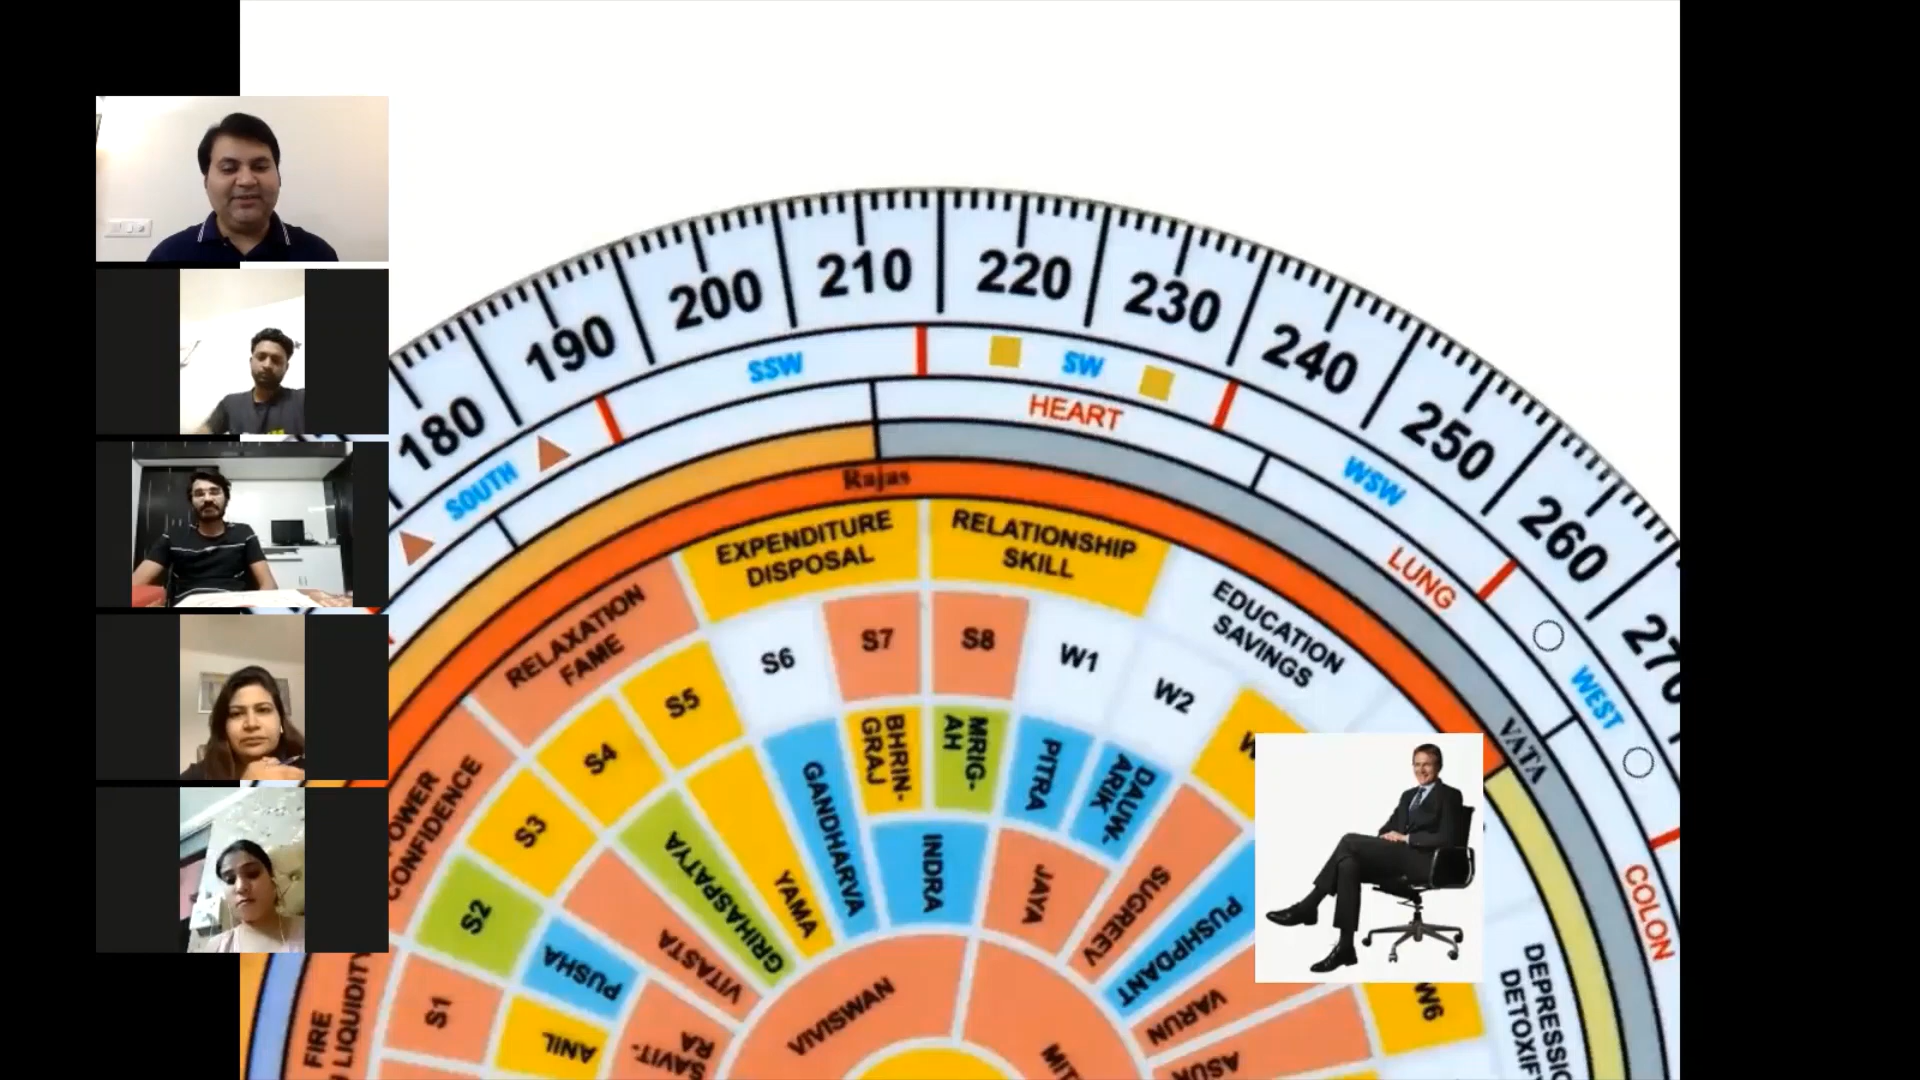 180
190
200
210
220
230
240
250
260
270
SOUTH
SSW
SW
WSW
WEST
HEART
LUNG
COLON
Rajas
VATA
FIRE
LIQUIDITY
CONFIDENCE
RELAXATION
FAME
EXPENDITURE
DISPOSAL
RELATIONSHIP
SKILL
EDUCATION
SAVINGS
S1
S2
S3
S4
S5
S6
S7
S8
W1
W2
W6
ANIL
PUSHA
VITASTA
GRIHASPATYA
YAMA
GANDHARVA
BHRIN-
GRAJ
MRIG-
AH
PITRA
DAUW-
ARIK
SUGREEV
PUSHPDANT
VARUN
SAVIT-
RA
INDRA
JAYA
VIVISWAN